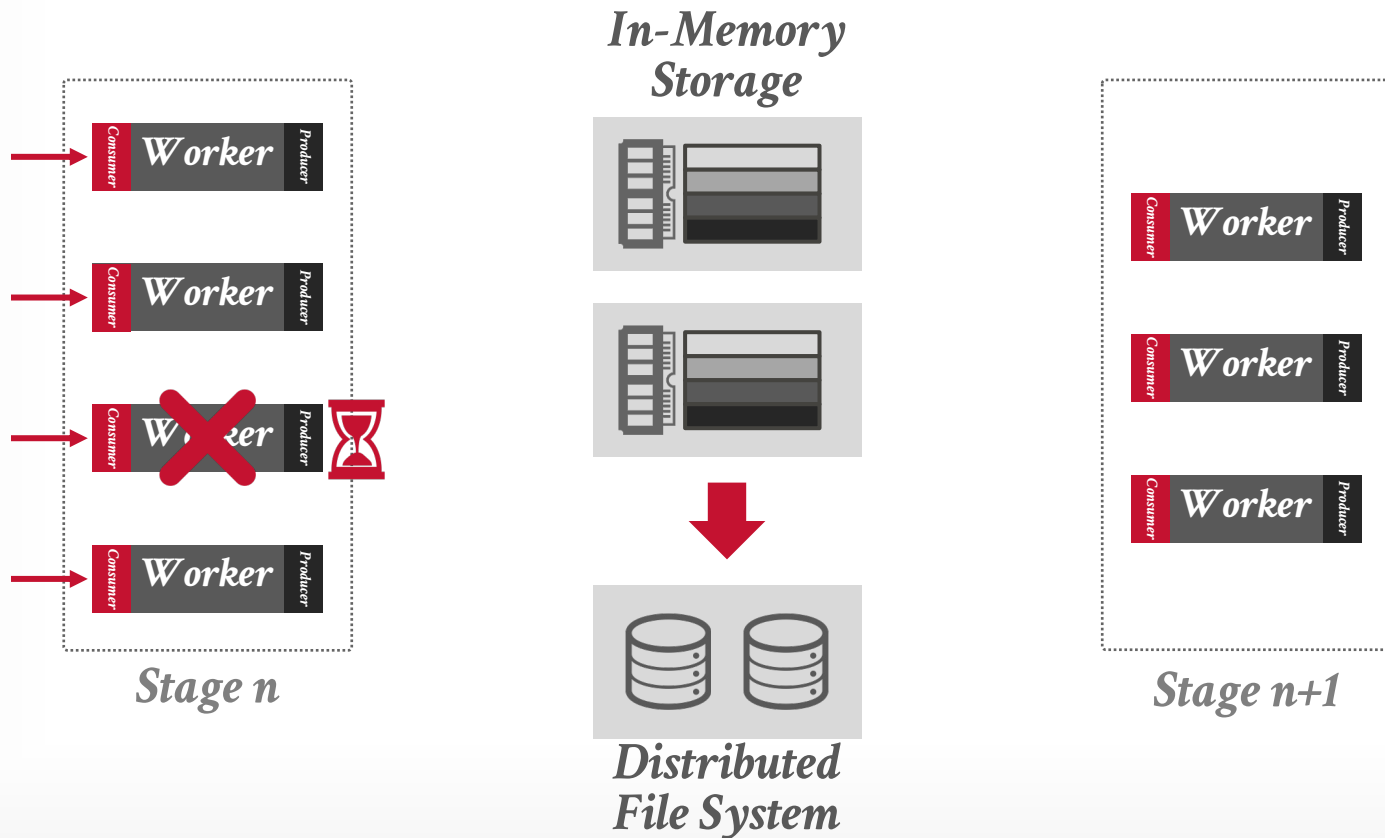 In-Memory
Storage
Consumer
Worker
Producer
Consumer
Worker
Producer
Consumer
Worker
Producer
Consumer
Worker
Producer
Stage n
Distributed
File System
Consumer
Worker
Producer
Consumer
Worker
Producer
Consumer
Worker
Producer
Stage n+1